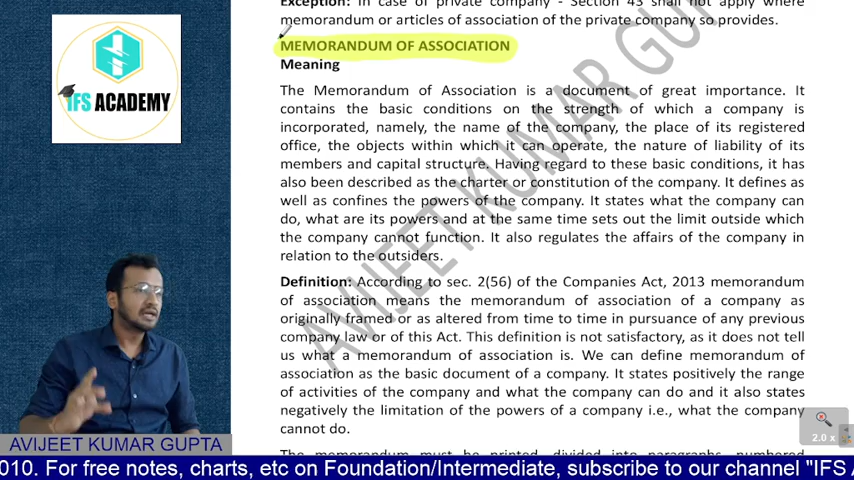 Exception: In case of private company - Section 43 shall not apply where
memorandum or articles of association of the private company so provides.
MEMORANDUM OF ASSOCIATION
Meaning
The Memorandum of Association is a document of great importance. It
contains the basic conditions on the strength of which a company is
incorporated, namely, the name of the company, the place of its registered
office, the objects within which it can operate, the nature of liability of its
members and capital structure. Having regard to these basic conditions, it has
also been described as the charter or constitution of the company. It defines as
well as confines the powers of the company. It states what the company can
do, what are its powers and at the same time sets out the limit outside which
the company cannot function. It also regulates the affairs of the company in
relation to the outsiders.
Definition: According to sec. 2(56) of the Companies Act, 2013 memorandum
of association means the memorandum of association of a company as
originally framed or as altered from time to time in pursuance of any previous
company law or of this Act. This definition is not satisfactory, as it does not tell
us what a memorandum of association is. We can define memorandum of
association as the basic document of a company. It states positively the range
of activities of the company and what the company can do and it also states
negatively the limitation of the powers of a company i.e., what the company
cannot do.
The memorandum must be printed, divided into paragraphs, numbered
AVIJEET KUMAR GUPTA
IFS ACADEMY
2.0 x
AVIJEET KUMAR GUPTA
010. For free notes, charts, etc on Foundation/Intermediate, subscribe to our channel "IFS A